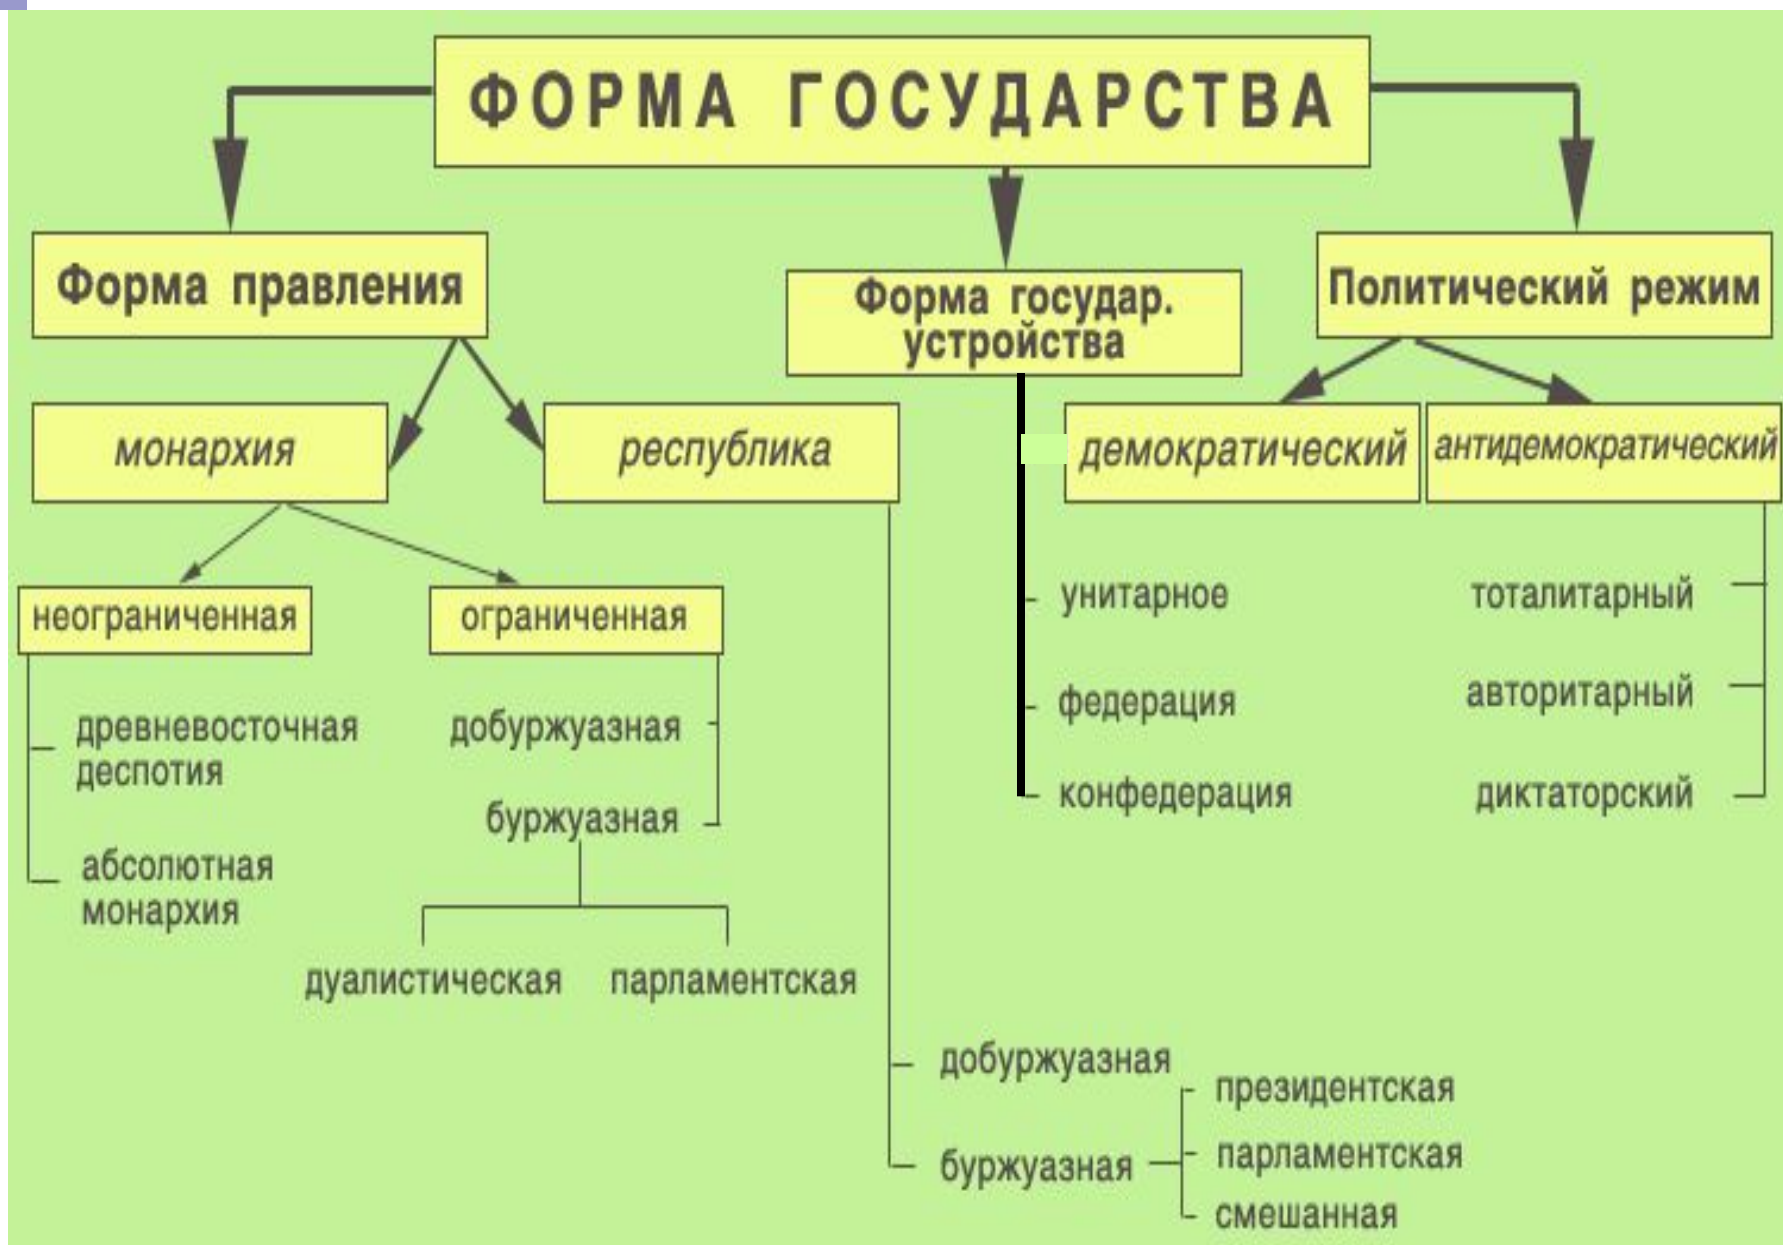 ФОРМА ГОСУДАРСТВА
Форма правления
Форма государ.
устройства
Политический режим
монархия
республика
демократический
антидемократический
неограниченная
ограниченная
древневосточная
деспотия
абсолютная
монархия
добуржуазная
буржуазная
дуалистическая
парламентская
добуржуазная
буржуазная
президентская
парламентская
смешанная
унитарное
федерация
конфедерация
тоталитарный
авторитарный
диктаторский